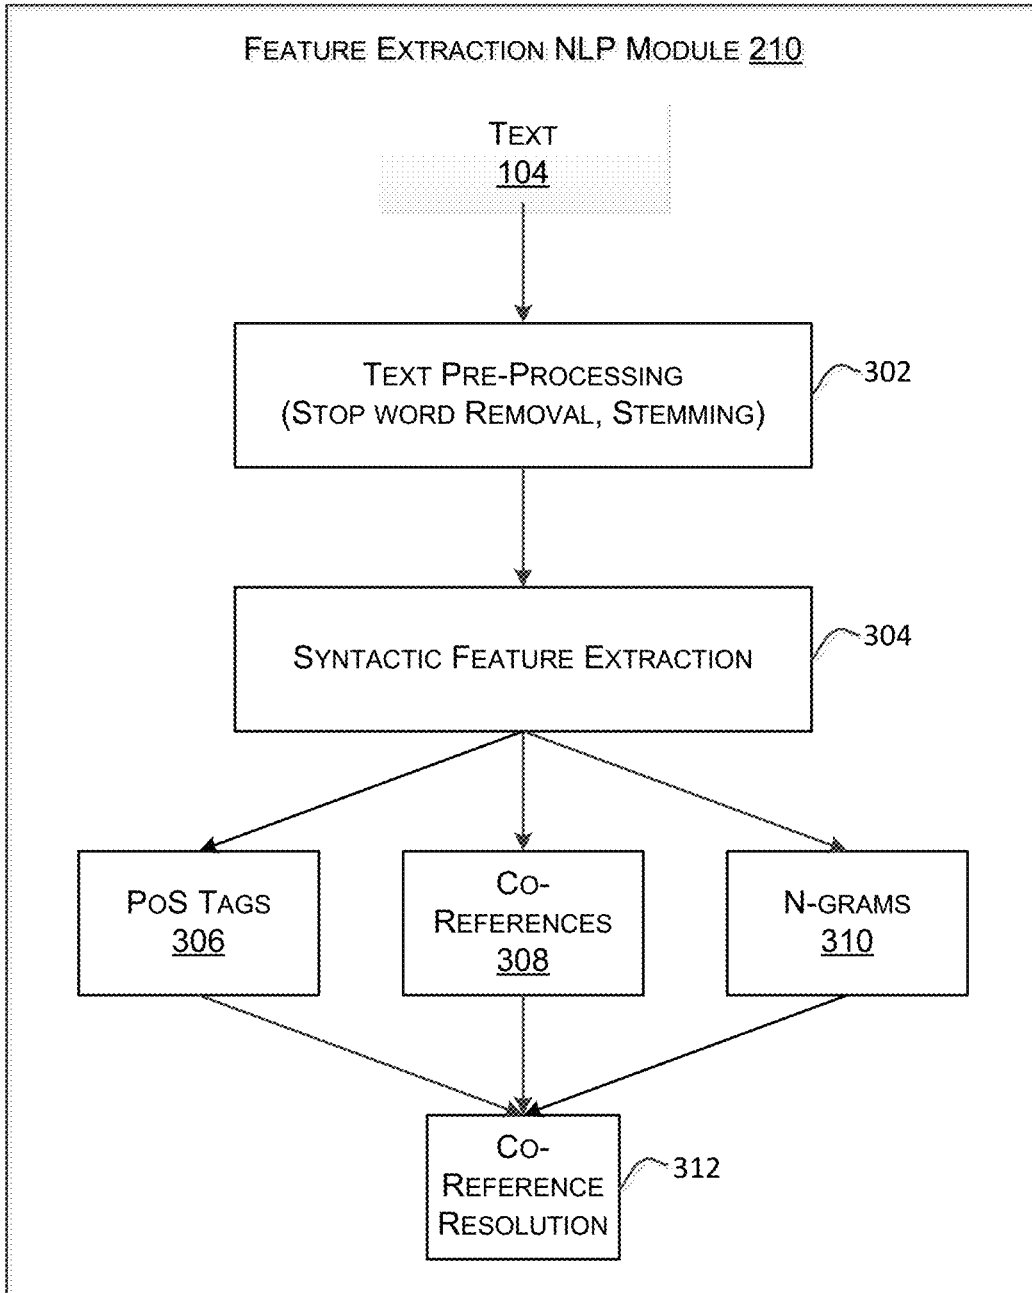 FEATURE EXTRACTION NLP MODULE 210
TEXT
104
TEXT PRE-PROCESSING
(STOP WORD REMOVAL, STEMMING)
302
SYNTACTIC FEATURE EXTRACTION
304
POS TAGS
306
CO-
REFERENCES
308
N-GRAMS
310
CO-
REFERENCE
RESOLUTION
312